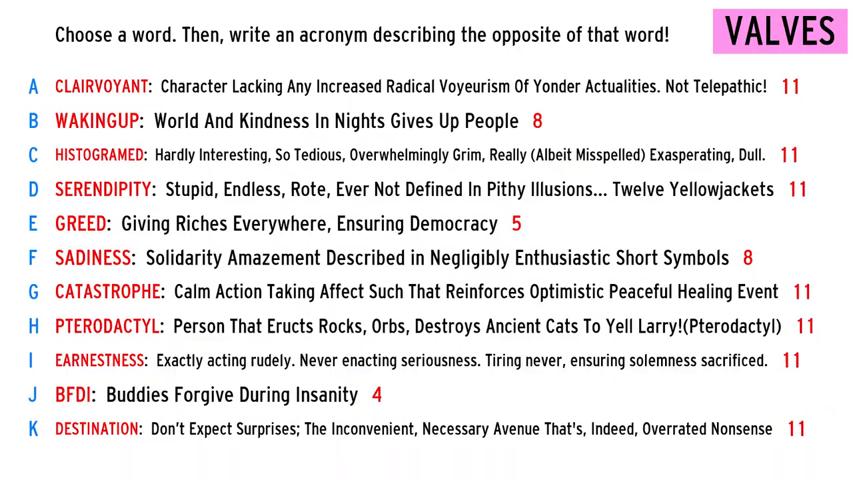 Choose a word. Then, write an acronym describing the opposite of that word!
VALVES
A CLAIRVOYANT: Character Lacking Any Increased Radical Voyeurism Of Yonder Actualities. Not Telepathic! 11
B WAKINGUP: World And Kindness In Nights Gives Up People 8
C HISTOGRAMED: Hardly Interesting, So Tedious, Overwhelmingly Grim, Really (Albeit Misspelled) Exasperating, Dull. 11
D SERENDIPITY: Stupid, Endless, Rote, Ever Not Defined In Pithy Illusions... Twelve Yellowjackets 11
E GREED: Giving Riches Everywhere, Ensuring Democracy 5
F SADINESS: Solidarity Amazement Described in Negligibly Enthusiastic Short Symbols 8
G CATASTROPHE: Calm Action Taking Affect Such That Reinforces Optimistic Peaceful Healing Event 11
H PTERODACTYL: Person That Eructs Rocks, Orbs, Destroys Ancient Cats To Yell Larry!(Pterodactyl) 11
I EARNESTNESS: Exactly acting rudely. Never enacting seriousness. Tiring never, ensuring solemness sacrificed. 11
J BFDI: Buddies Forgive During Insanity 4
K DESTINATION: Don't Expect Surprises; The Inconvenient, Necessary Avenue That's, Indeed, Overrated Nonsense 11